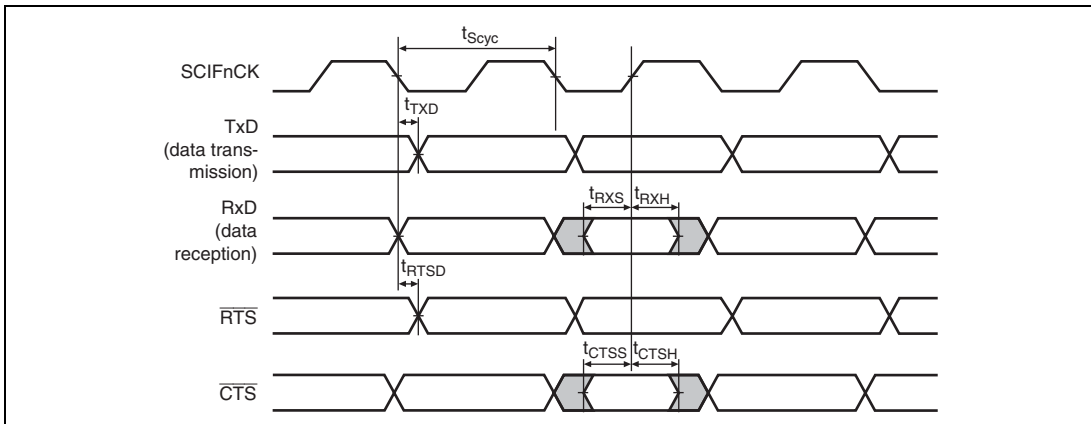 tScyc
SCIFnCK
tTXD
TxD
(data trans-
mission)
tRXS tRXH
RxD
(data
reception)
tRTSD
RTS
tCTSS tCTSH
CTS